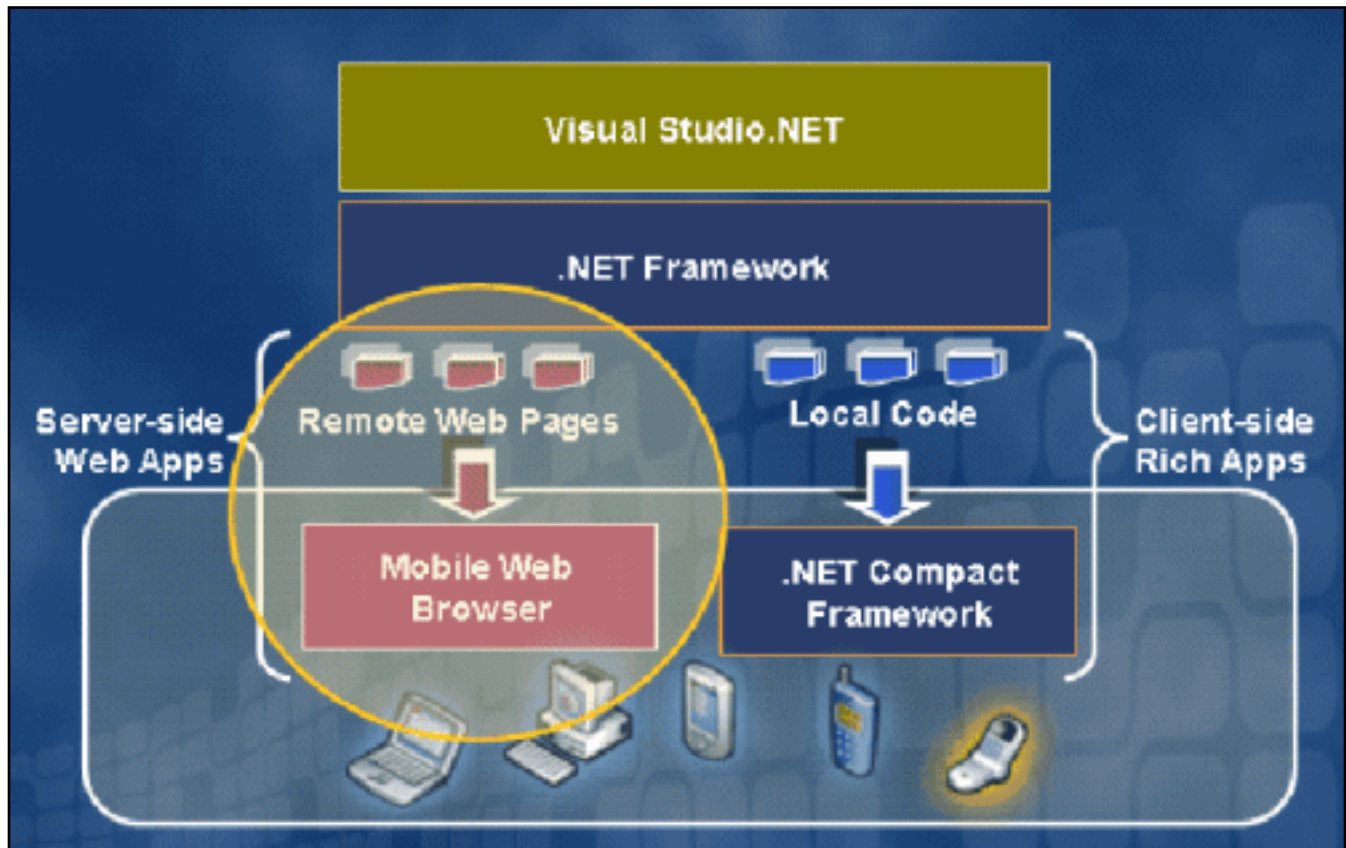 Visual Studio.NET
.NET Framework
Server-side
Web Apps
Remote Web Pages
Local Code
Client-side
Rich Apps
Mobile Web
Browser
.NET Compact
Framework